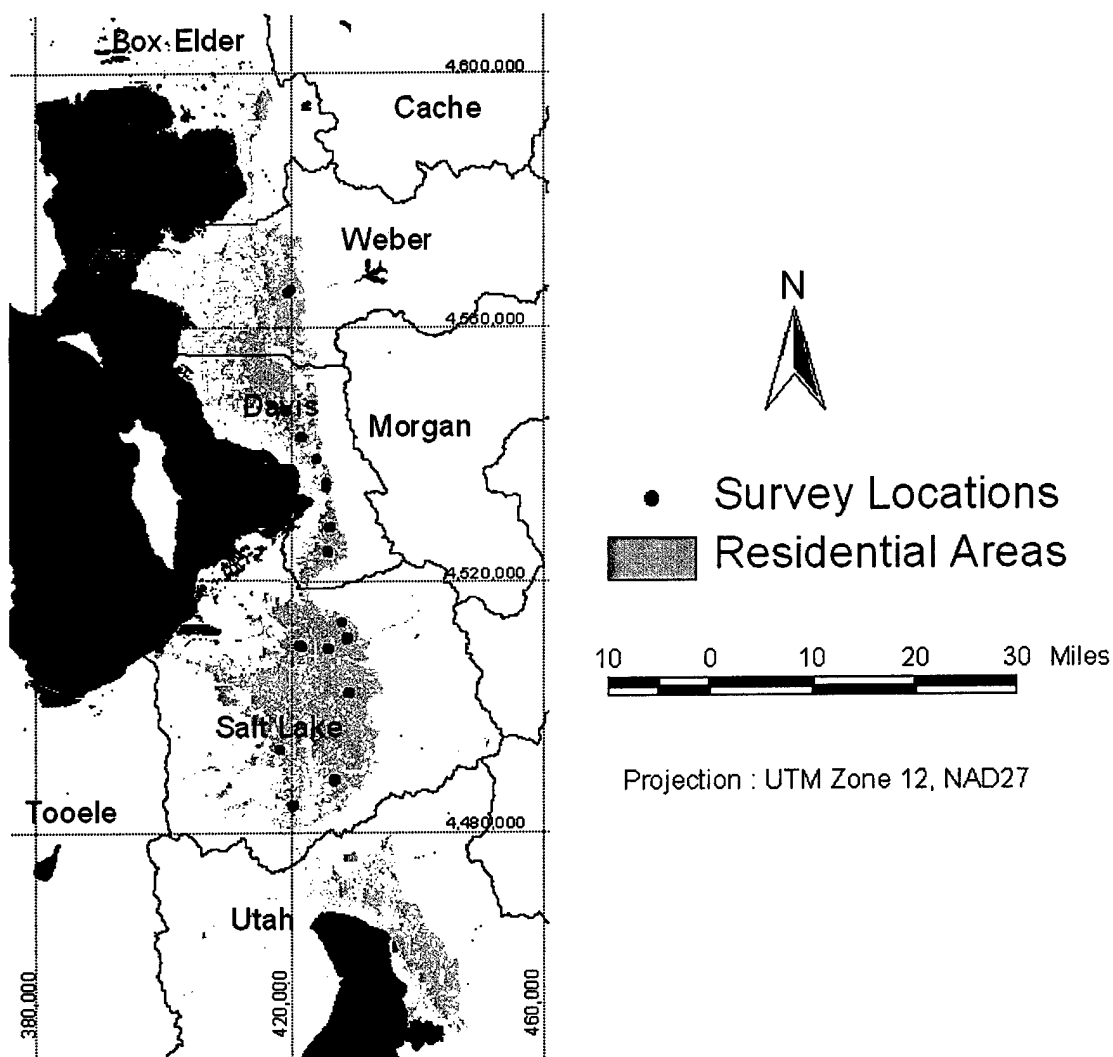 Box Elder
4,600,000
Cache
Weber
4,560,000
Davis
Morgan
4,520,000
Salt Lake
Tooele
4,480,000
Utah
380,000
420,000
460,000
N
Survey Locations
Residential Areas
10 0 10 20 30 Miles
Projection : UTM Zone 12, NAD27